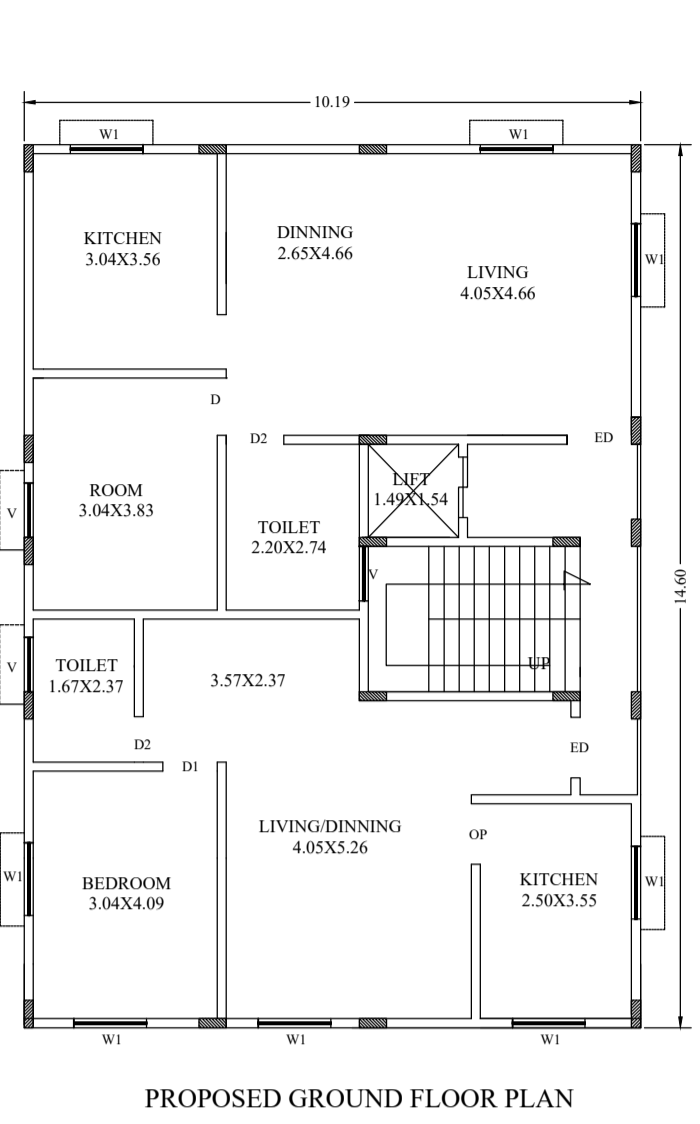 10.19
W1
W1
KITCHEN
3.04X3.56
DINNING
2.65X4.66
LIVING
4.05X4.66
W1
D
D2
ED
LIFT
1.49X1.54
ROOM
3.04X3.83
V
TOILET
2.20X2.74
V
14.60
UP
TOILET
1.67X2.37
V
3.57X2.37
D2
D1
ED
LIVING/DINNING
4.05X5.26
OP
W1
BEDROOM
3.04X4.09
KITCHEN
2.50X3.55
W1
W1
W1
W1
PROPOSED GROUND FLOOR PLAN